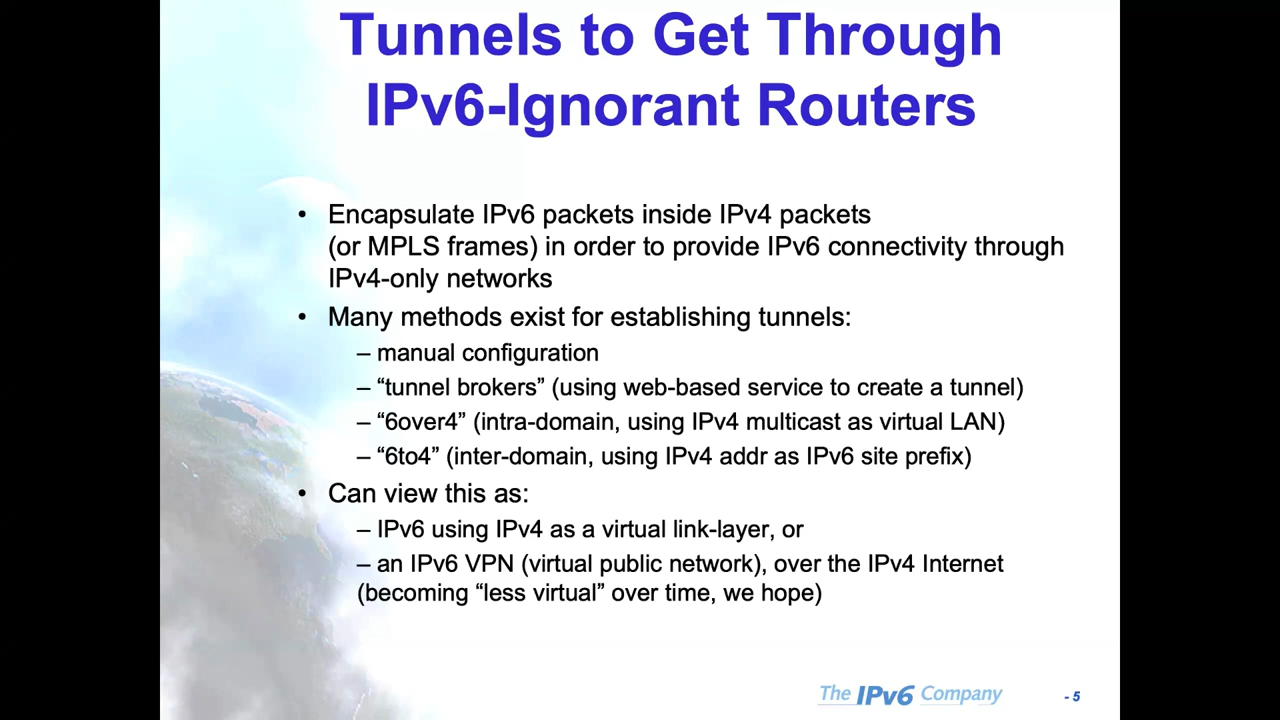 Tunnels to Get Through
IPv6-Ignorant Routers
• Encapsulate IPv6 packets inside IPv4 packets
(or MPLS frames) in order to provide IPv6 connectivity through
IPv4-only networks
• Many methods exist for establishing tunnels:
– manual configuration
– “tunnel brokers” (using web-based service to create a tunnel)
– “6over4” (intra-domain, using IPv4 multicast as virtual LAN)
– “6to4” (inter-domain, using IPv4 addr as IPv6 site prefix)
• Can view this as:
– IPv6 using IPv4 as a virtual link-layer, or
– an IPv6 VPN (virtual public network), over the IPv4 Internet
(becoming “less virtual” over time, we hope)
The IPv6 Company
- 5